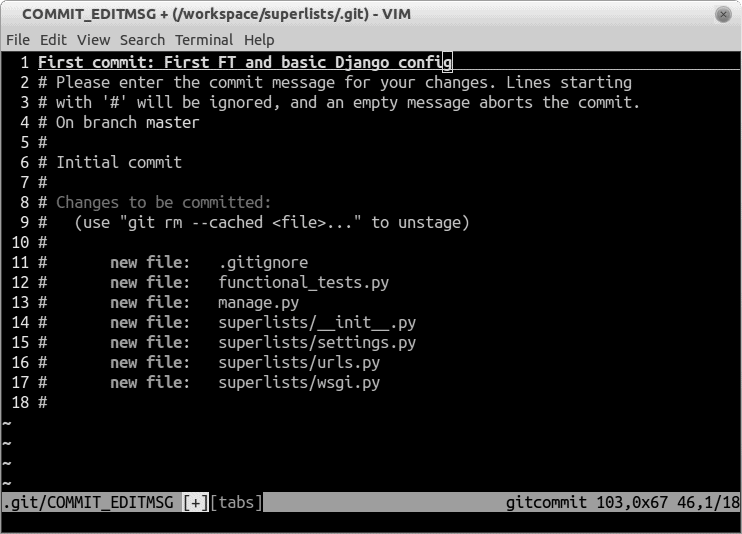 COMMIT_EDITMSG + (/workspace/superlists/.git) - VIM
File Edit View Search Terminal Help
1 First commit: First FT and basic Django config
2 # Please enter the commit message for your changes. Lines starting
3 # with '#' will be ignored, and an empty message aborts the commit.
4 # On branch master
5 #
6 # Initial commit
7 #
8 # Changes to be committed:
9 #   (use "git rm --cached <file>..." to unstage)
10 #
11 #       new file:   .gitignore
12 #       new file:   functional_tests.py
13 #       new file:   manage.py
14 #       new file:   superlists/__init__.py
15 #       new file:   superlists/settings.py
16 #       new file:   superlists/urls.py
17 #       new file:   superlists/wsgi.py
18 #
~
~
~
~
.git/COMMIT_EDITMSG [+][tabs] gitcommit 103,0x67 46,1/18